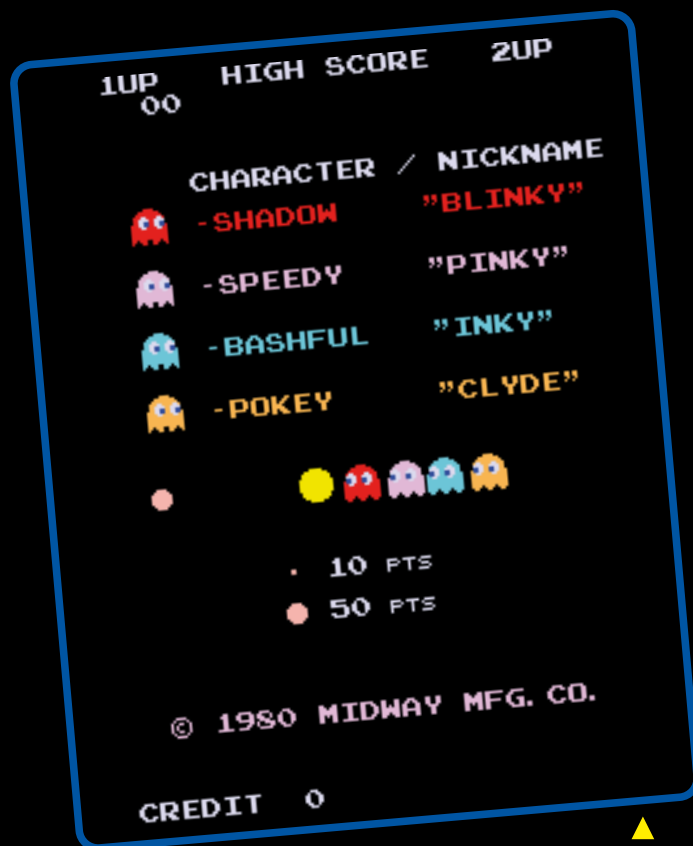 1UP HIGH SCORE 2UP
00
CHARACTER / NICKNAME
-SHADOW ”BLINKY”
-SPEEDY ”PINKY”
-BASHFUL ”INKY”
-POKEY ”CLYDE”
10 PTS
50 PTS
© 1980 MIDWAY MFG. CO.
CREDIT 0